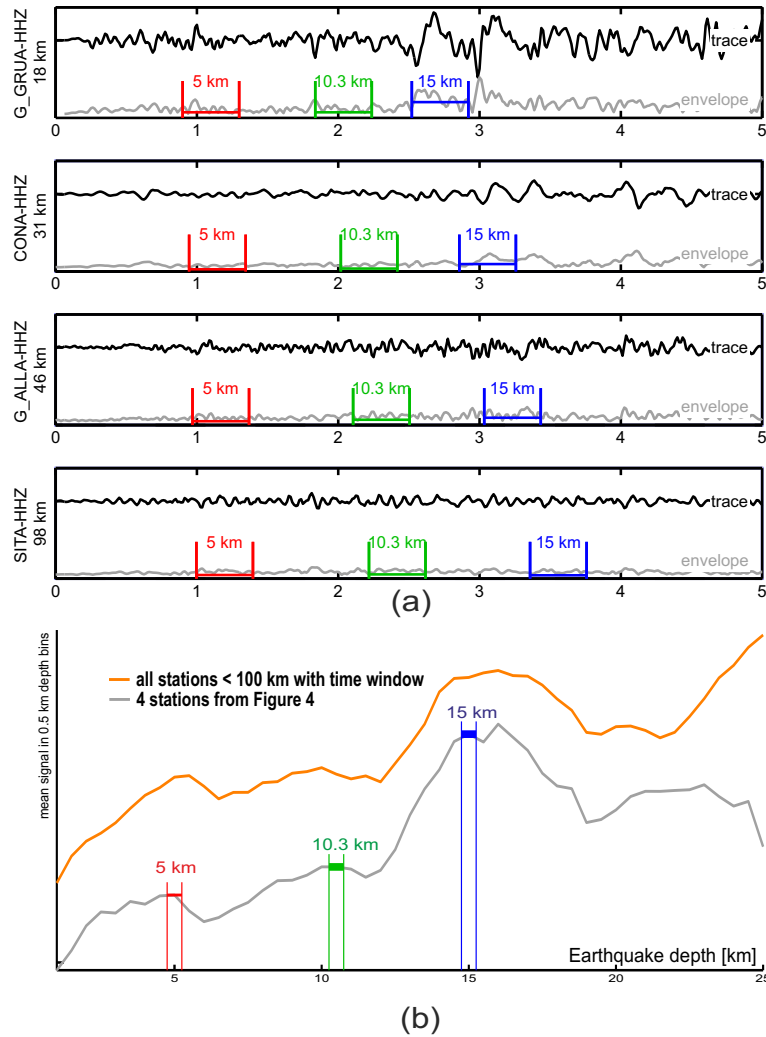 G_GRUA-HHZ
18 km
trace
5 km
10.3 km
15 km
envelope
0 1 2 3 4 5
CONA-HHZ
31 km
trace
5 km
10.3 km
15 km
envelope
0 1 2 3 4 5
G_ALLA-HHZ
46 km
trace
5 km
10.3 km
15 km
envelope
0 1 2 3 4 5
SITA-HHZ
98 km
trace
5 km
10.3 km
15 km
envelope
0 1 2 3 4 5
(a)
mean signal in 0.5 km depth bins
all stations < 100 km with time window
4 stations from Figure 4
15 km
10.3 km
5 km
Earthquake depth [km]
5 10 15 20 25
(b)